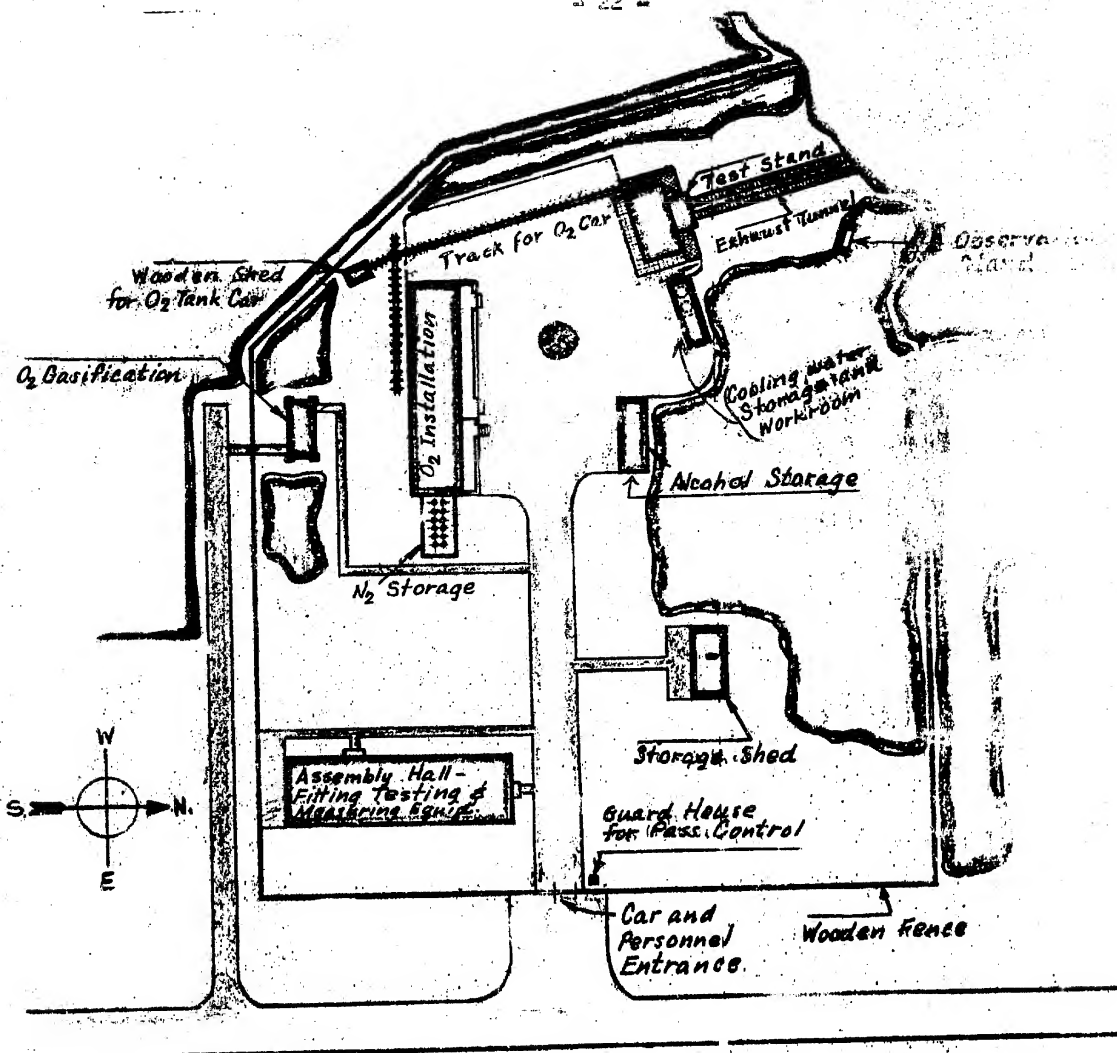 - 22 -
Test Stand
Exhaust Tunnel
Track for O₂ Car
Wooden Shed
for O₂ Tank Car
O₂ Gasification
O₂ Installation
Cooling water
Storage and
Workroom
Alcohol Storage
N₂ Storage
Storage Shed
Assembly Hall -
Fitting Testing &
Measuring Equip.
Guard House
for Pass Control
Car and
Personnel
Entrance.
Wooden Fence
W
S.
N.
E